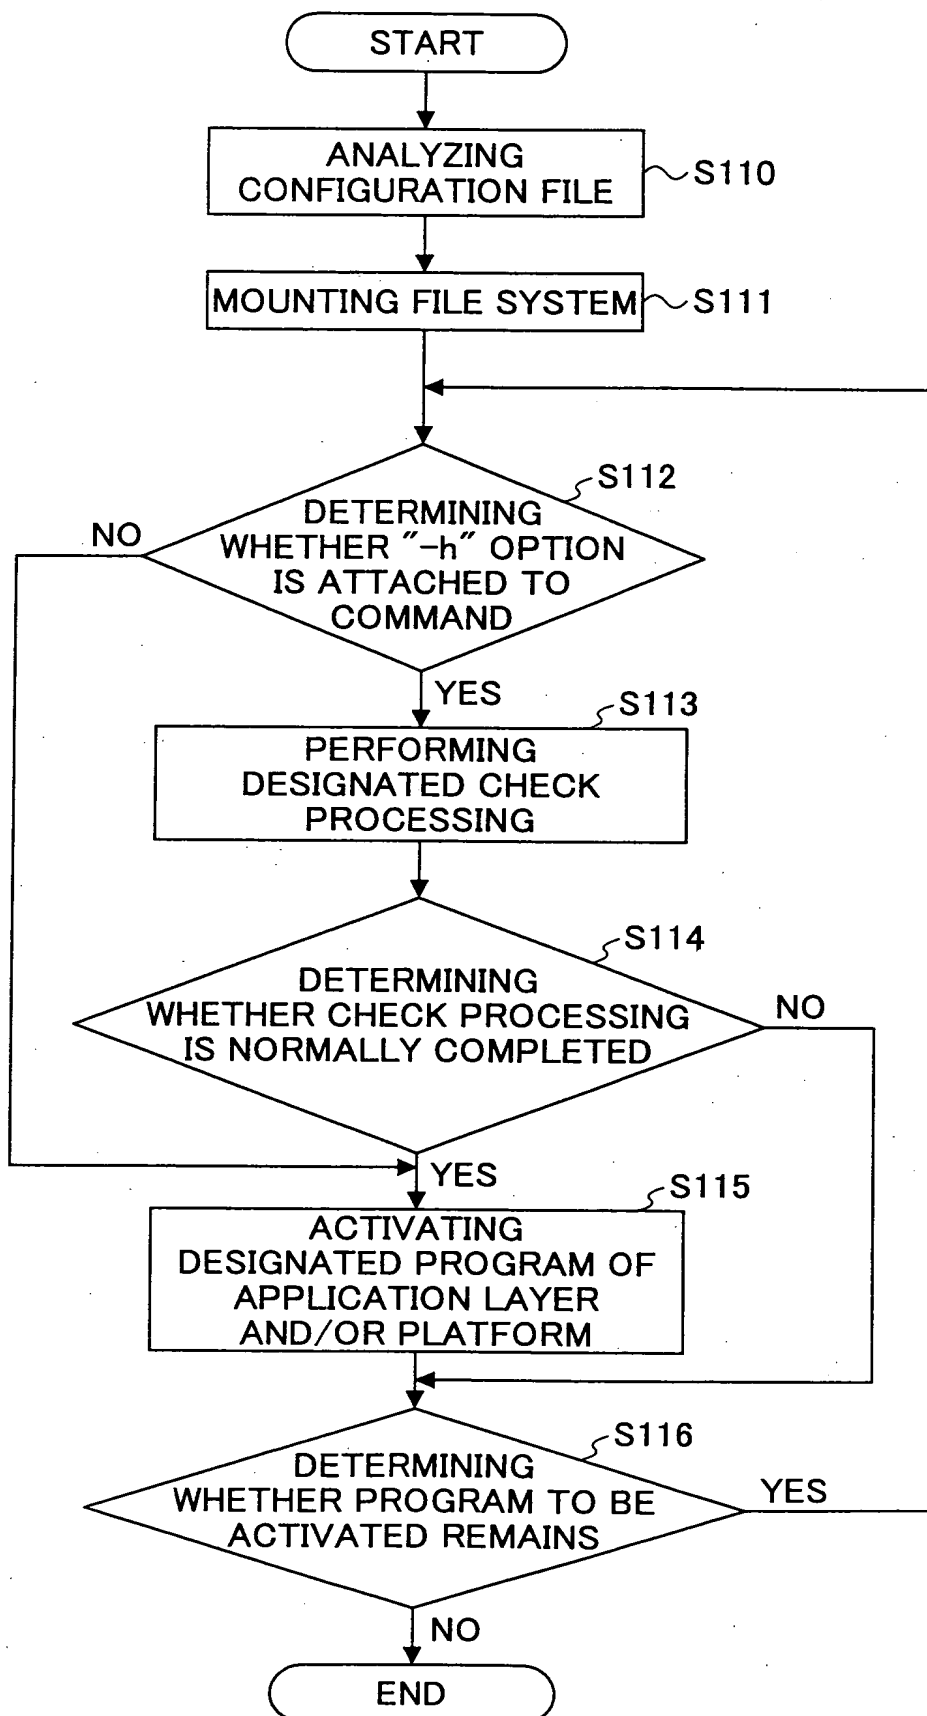 START
ANALYZING
CONFIGURATION FILE
S110
MOUNTING FILE SYSTEM
S111
S112
DETERMINING
WHETHER "-h" OPTION
IS ATTACHED TO
COMMAND
NO
YES
S113
PERFORMING
DESIGNATED CHECK
PROCESSING
S114
DETERMINING
WHETHER CHECK PROCESSING
IS NORMALLY COMPLETED
NO
YES
S115
ACTIVATING
DESIGNATED PROGRAM OF
APPLICATION LAYER
AND/OR PLATFORM
S116
DETERMINING
WHETHER PROGRAM TO BE
ACTIVATED REMAINS
YES
NO
END